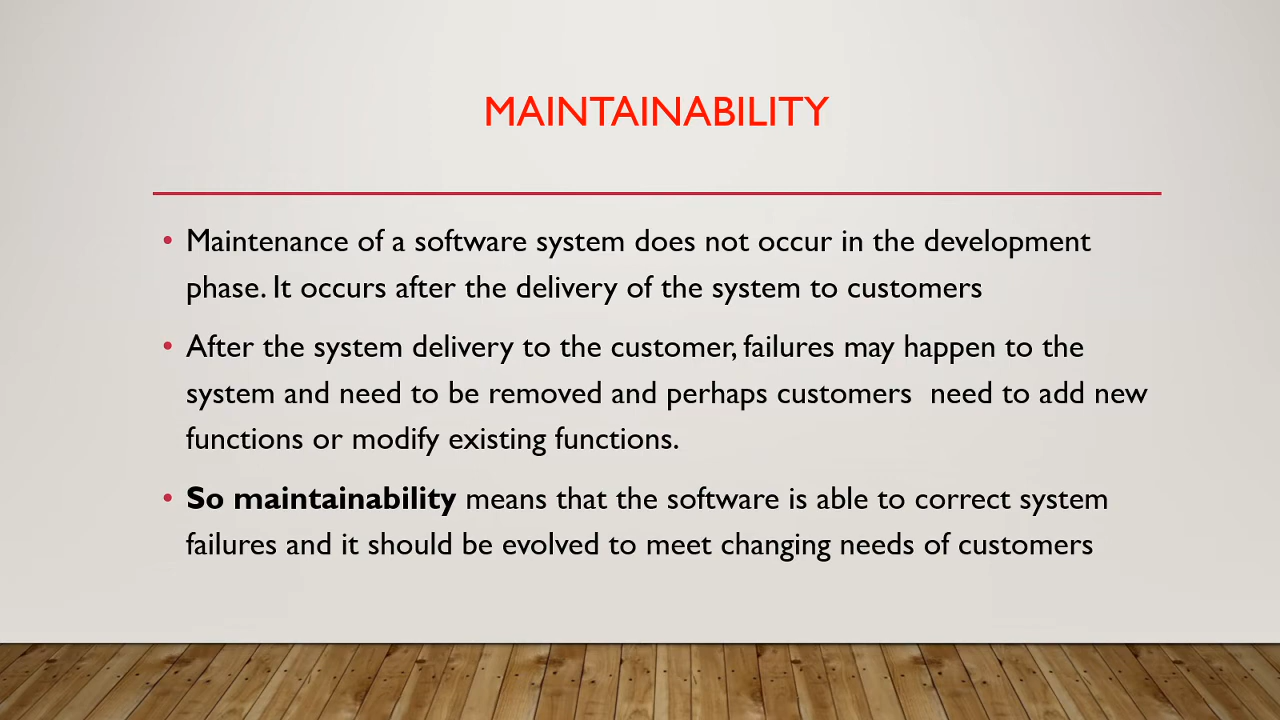 MAINTAINABILITY
• Maintenance of a software system does not occur in the development
phase. It occurs after the delivery of the system to customers
• After the system delivery to the customer, failures may happen to the
system and need to be removed and perhaps customers  need to add new
functions or modify existing functions.
• So maintainability means that the software is able to correct system
failures and it should be evolved to meet changing needs of customers